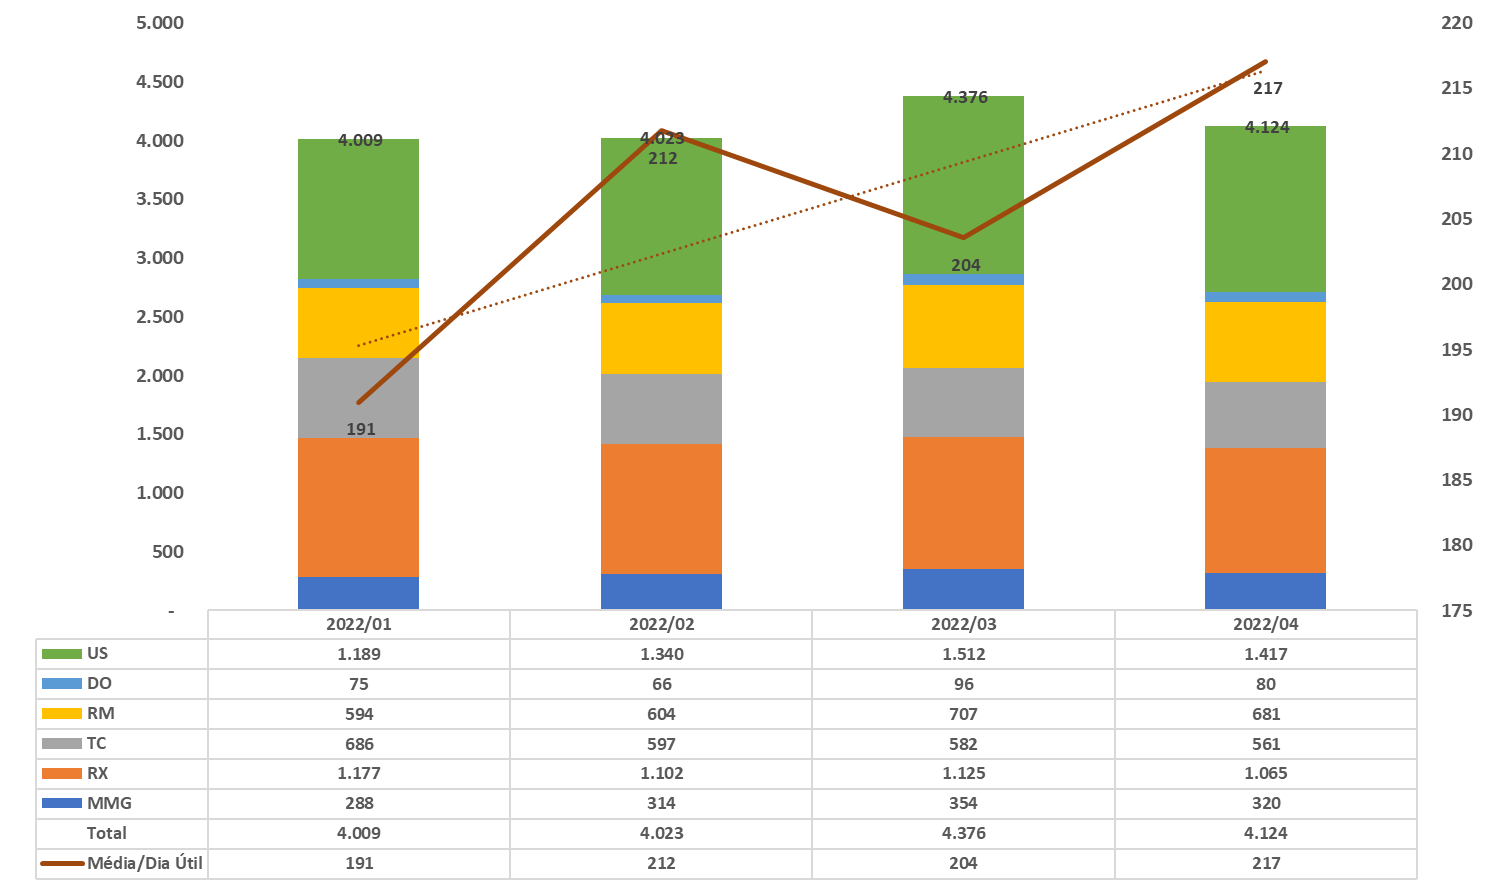 5.000 220
4.500 4.376 217 215
4.000 4.009 4.023 212 4.124 210
3.500 205
3.000 204 200
2.500 195
2.000 190
1.500 191 185
1.000 180
500
- 175
2022/01 2022/02 2022/03 2022/04
US 1.189 1.340 1.512 1.417
DO 75 66 96 80
RM 594 604 707 681
TC 686 597 582 561
RX 1.177 1.102 1.125 1.065
MMG 288 314 354 320
Total 4.009 4.023 4.376 4.124
Média/Dia Útil 191 212 204 217